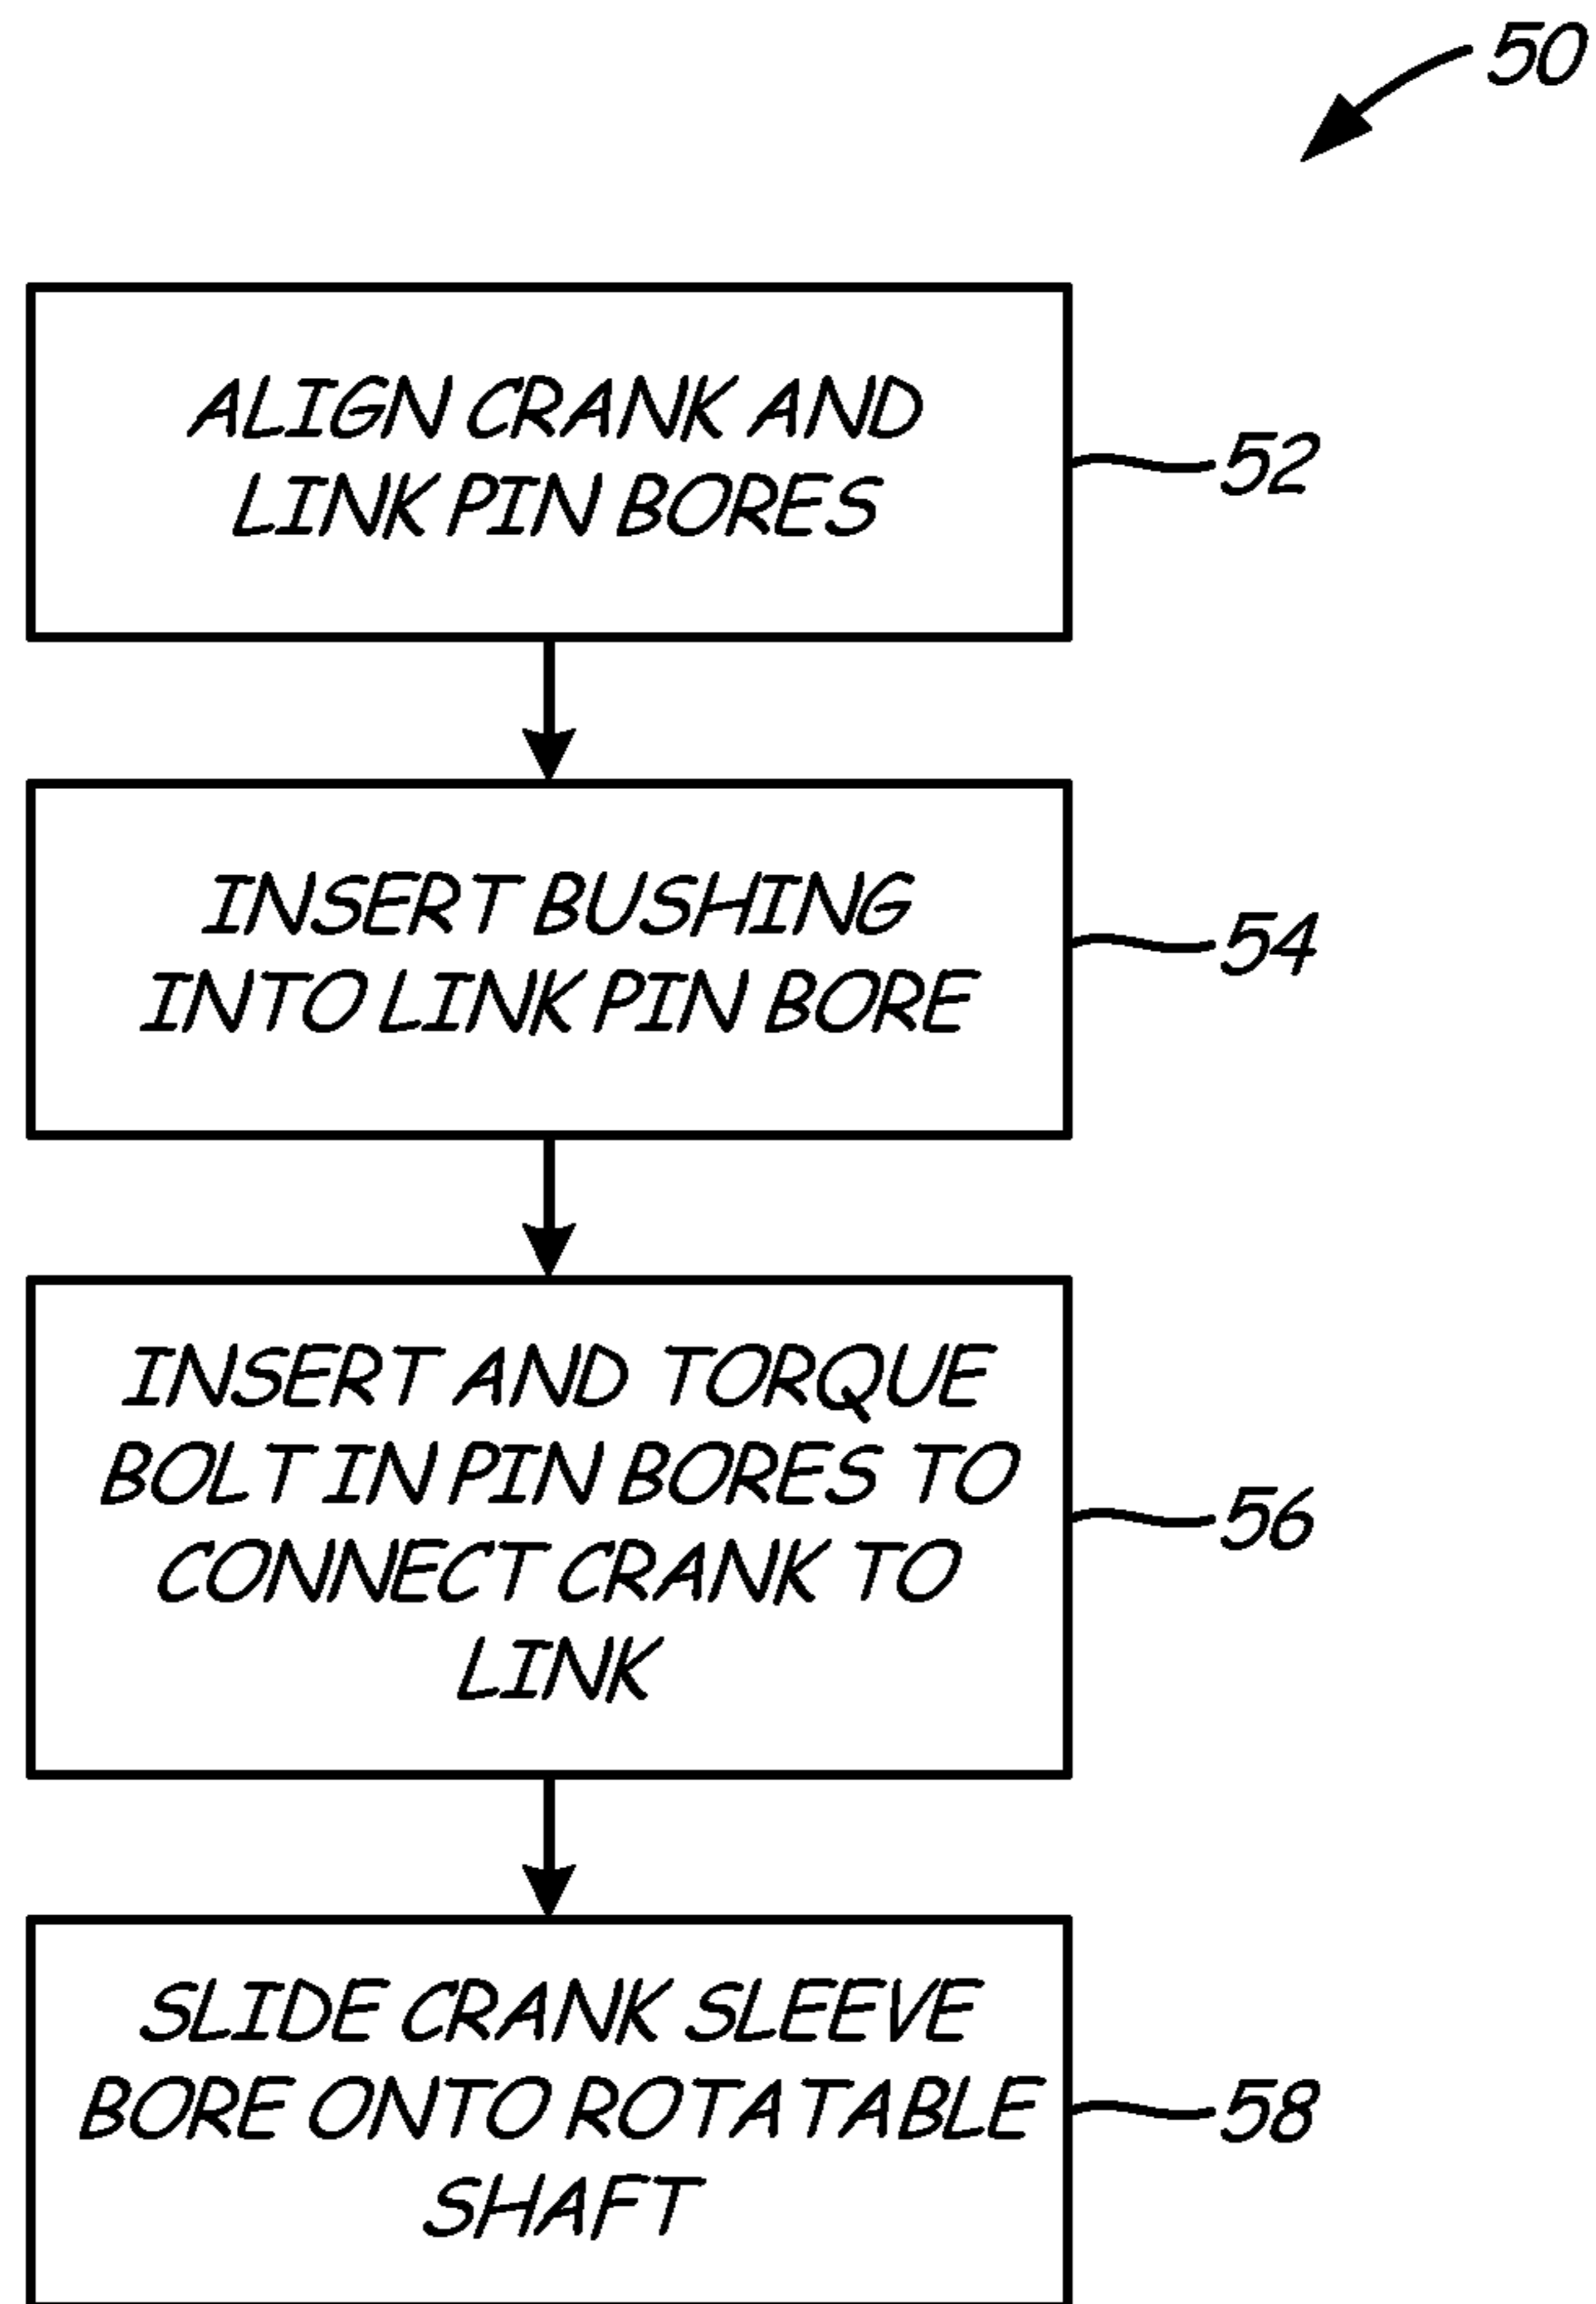 50
ALIGN CRANK AND
LINK PIN BORES
52
INSERT BUSHING
INTO LINK PIN BORE
54
INSERT AND TORQUE
BOLT IN PIN BORES TO
CONNECT CRANK TO
LINK
56
SLIDE CRANK SLEEVE
BORE ONTO ROTATABLE
SHAFT
58